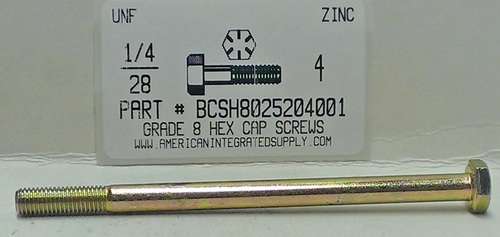 UNF ZINC
1/4
28
4
PART # BCSH8025204001
GRADE 8 HEX CAP SCREWS
WWW.AMERICANINTEGRATEDSUPPLY.COM